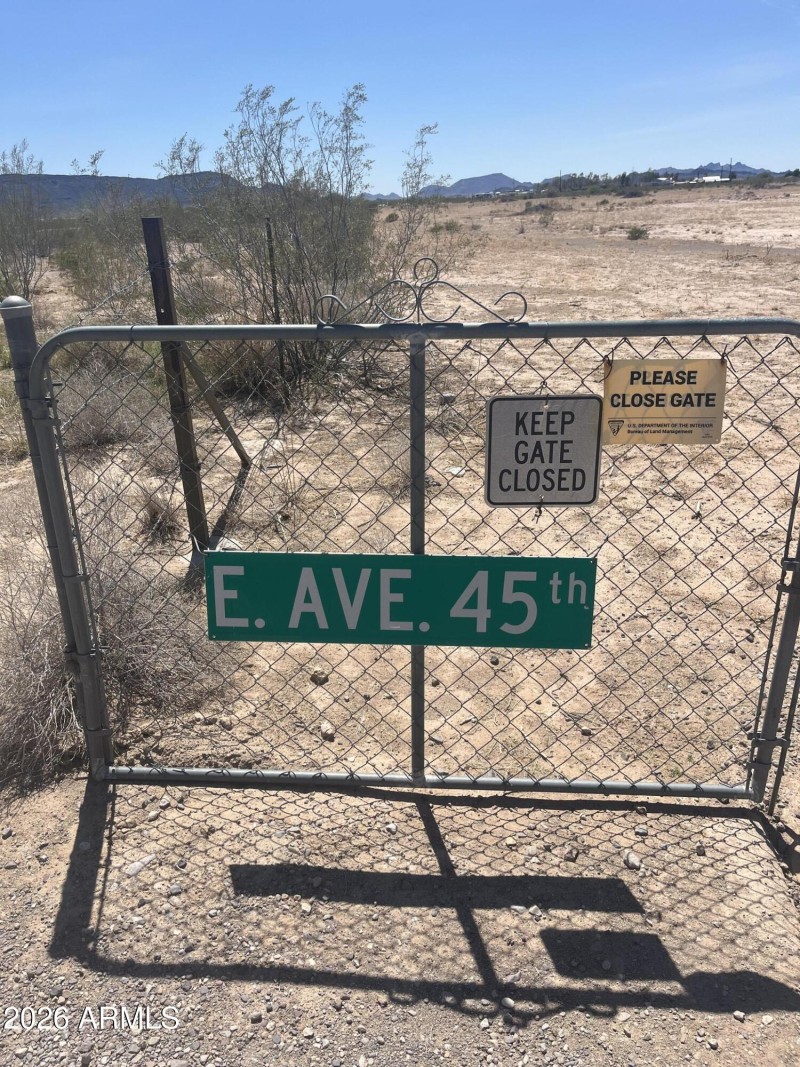 PLEASE
CLOSE GATE
U.S. DEPARTMENT OF THE INTERIOR
Bureau of Land Management
KEEP
GATE
CLOSED
E. AVE. 45th
2026 ARMLS